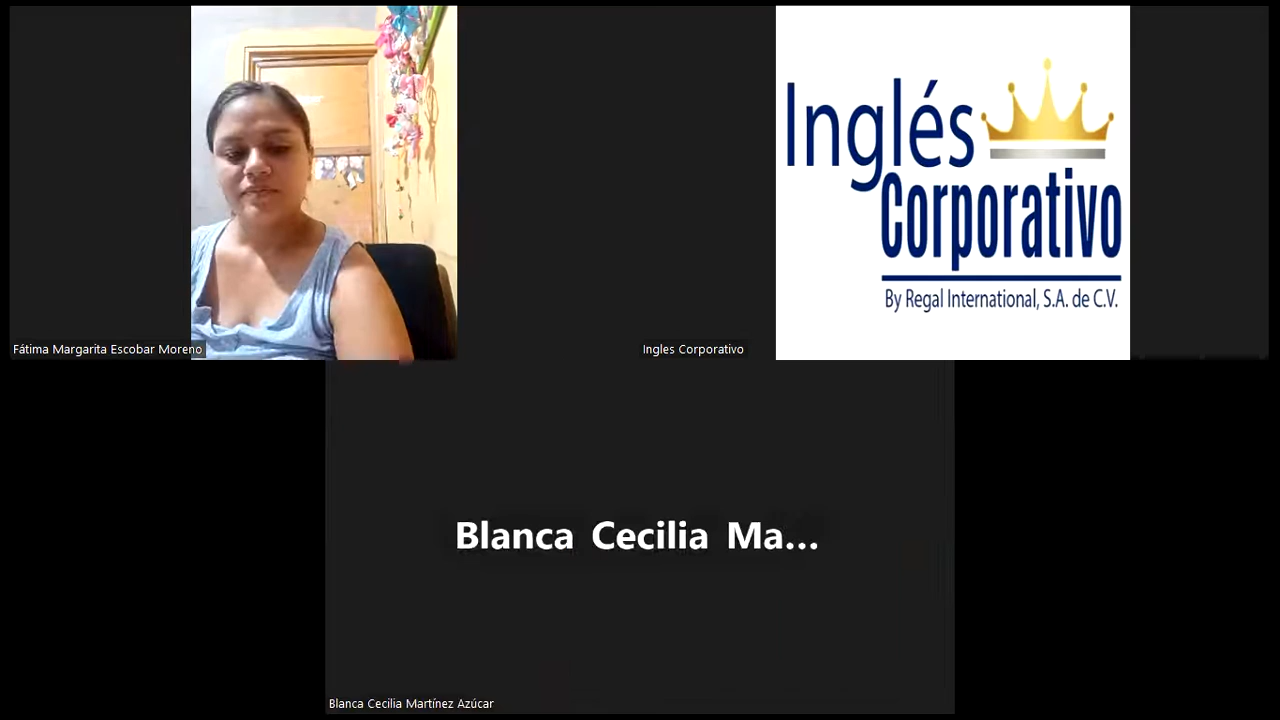 Inglés
Corporativo
By Regal International, S.A. de C.V.
Fátima Margarita Escobar Moreno
Ingles Corporativo
Blanca Cecilia Ma...
Blanca Cecilia Martínez Azúcar